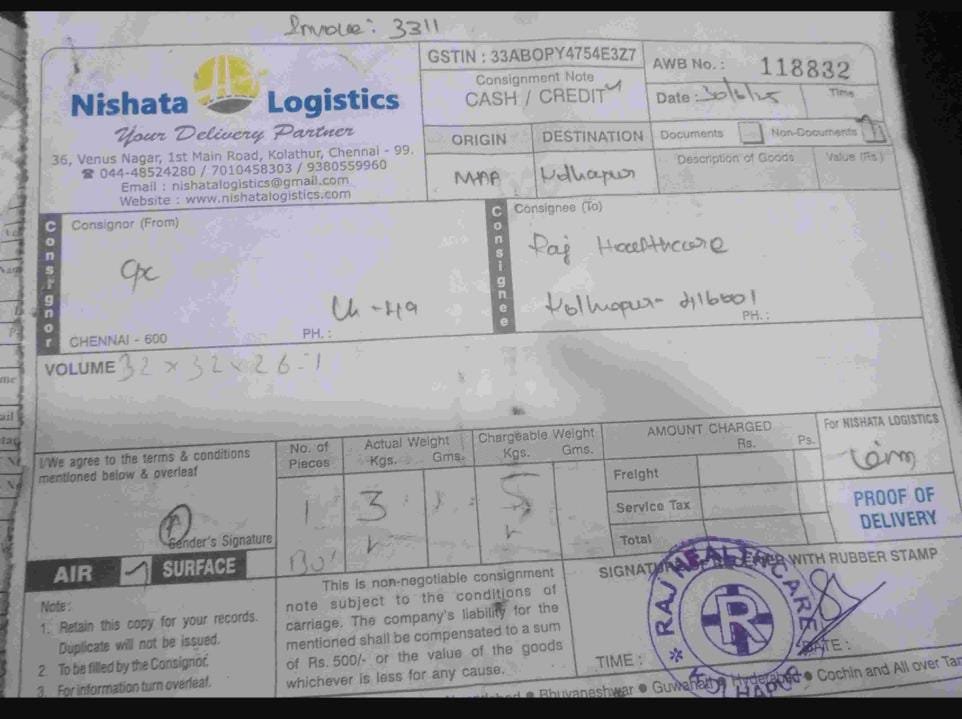 Invoice: 3311
Nishata Logistics
Your Delivery Partner
36, Venus Nagar, 1st Main Road, Kolathur, Chennai - 99.
☎ 044-48524280 / 7010458303 / 9380559960
Email : nishatalogistics@gmail.com
Website : www.nishatalogistics.com
GSTIN : 33ABOPY4754E3Z7
Consignment Note
CASH / CREDIT
AWB No. : 118832
Date : 30/6/25 Time
ORIGIN DESTINATION
MAA Kolhapur
Documents Non-Documents
Description of Goods Value (Rs.)
Consignor
Consignor (From)
CHENNAI - 600 PH. :
Consignee
Consignee (To)
Raj Healthcare
Kolhapur - 416001
PH. :
VOLUME 32 x 32 x 26 - 1
I/We agree to the terms & conditions
mentioned below & overleaf
Sender's Signature
No. of
Pieces
Actual Weight
Kgs. Gms.
Chargeable Weight
Kgs. Gms.
1 3 5
AMOUNT CHARGED
Rs. Ps.
Freight
Service Tax
Total
For NISHATA LOGISTICS
PROOF OF
DELIVERY
AIR SURFACE
Note :
1. Retain this copy for your records.
Duplicate will not be issued.
2. To be filled by the Consignor.
3. For information turn overleaf.
This is non-negotiable consignment
note subject to the conditions of
carriage. The company's liability for the
mentioned shall be compensated to a sum
of Rs. 500/- or the value of the goods
whichever is less for any cause.
WITH RUBBER STAMP
RAJ HEALTHCARE
R
KOLHAPUR
TIME : DATE :
Bhuvaneshwar ● Guwahati ● Hyderabad ● Cochin and All over